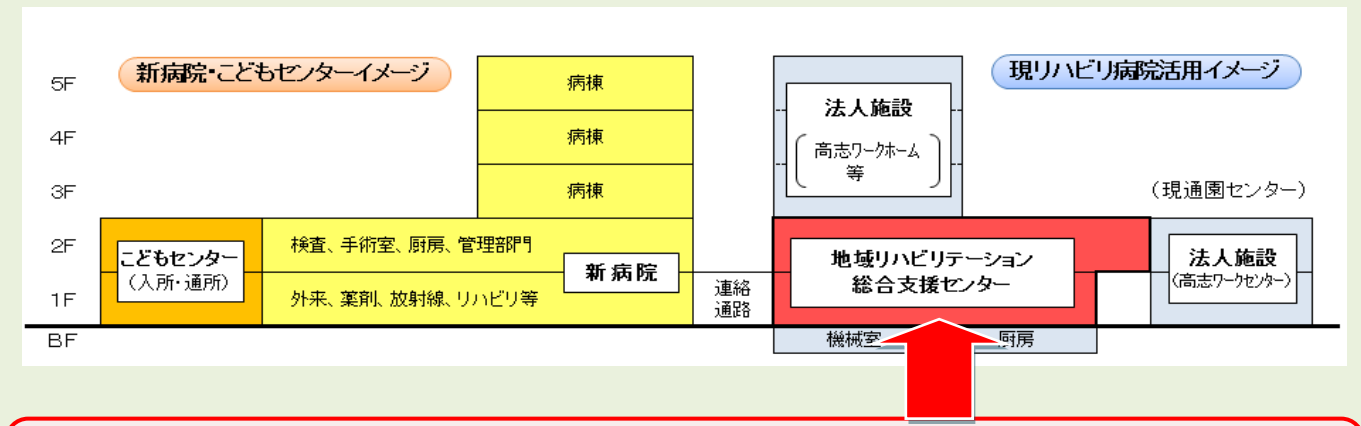 新病院・こどもセンターイメージ
現リハビリ病院活用イメージ
5F
病棟
法人施設
4F
病棟
高志ワークホーム
等
3F
病棟
(現通園センター)
2F
検査、手術室、厨房、管理部門
こどもセンター
(入所・通所)
新病院
地域リハビリテーション
総合支援センター
法人施設
(高志ワークセンター)
1F
外来、薬剤、放射線、リハビリ等
連絡
通路
BF
機械室
厨房